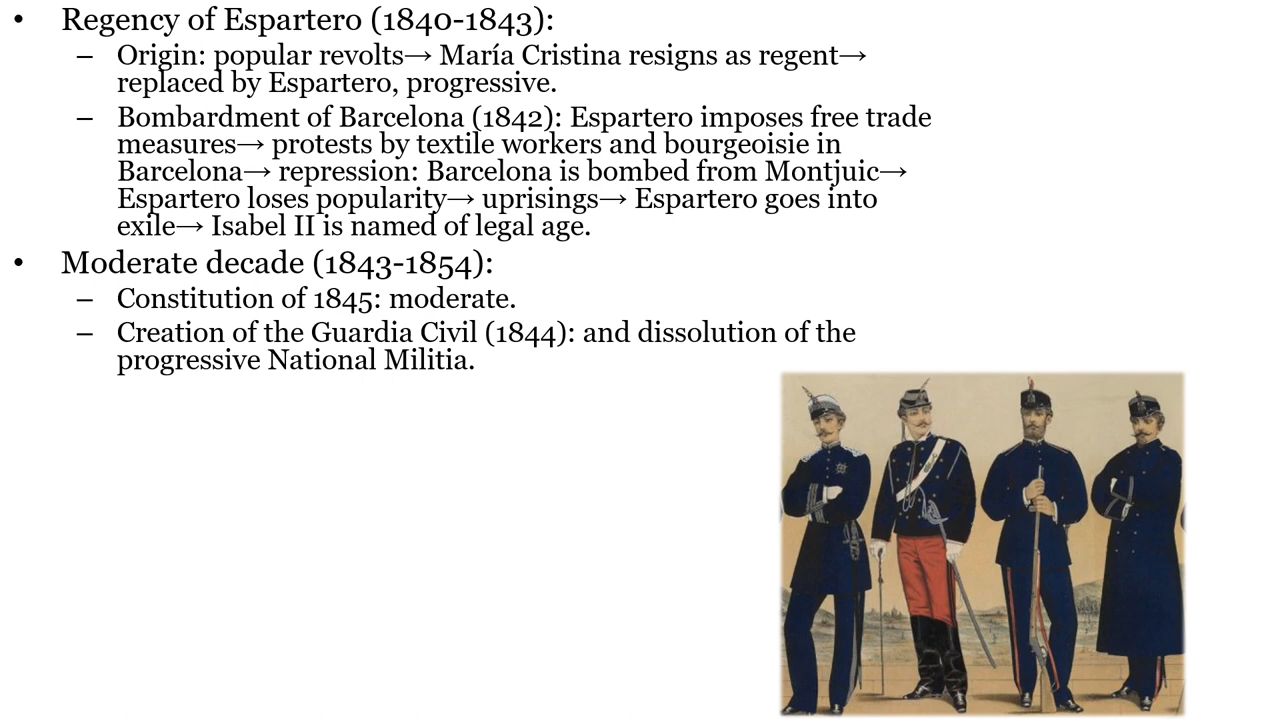 • Regency of Espartero (1840-1843):
– Origin: popular revolts→ María Cristina resigns as regent→
replaced by Espartero, progressive.
– Bombardment of Barcelona (1842): Espartero imposes free trade
measures→ protests by textile workers and bourgeoisie in
Barcelona→ repression: Barcelona is bombed from Montjuic→
Espartero loses popularity→ uprisings→ Espartero goes into
exile→ Isabel II is named of legal age.
• Moderate decade (1843-1854):
– Constitution of 1845: moderate.
– Creation of the Guardia Civil (1844): and dissolution of the
progressive National Militia.